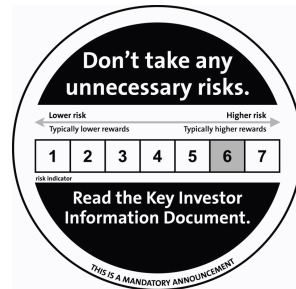 Don't take any
unnecessary risks.
Lower risk Higher risk
Typically lower rewards Typically higher rewards
1 2 3 4 5 6 7
risk indicator
Read the Key Investor
Information Document.
THIS IS A MANDATORY ANNOUNCEMENT